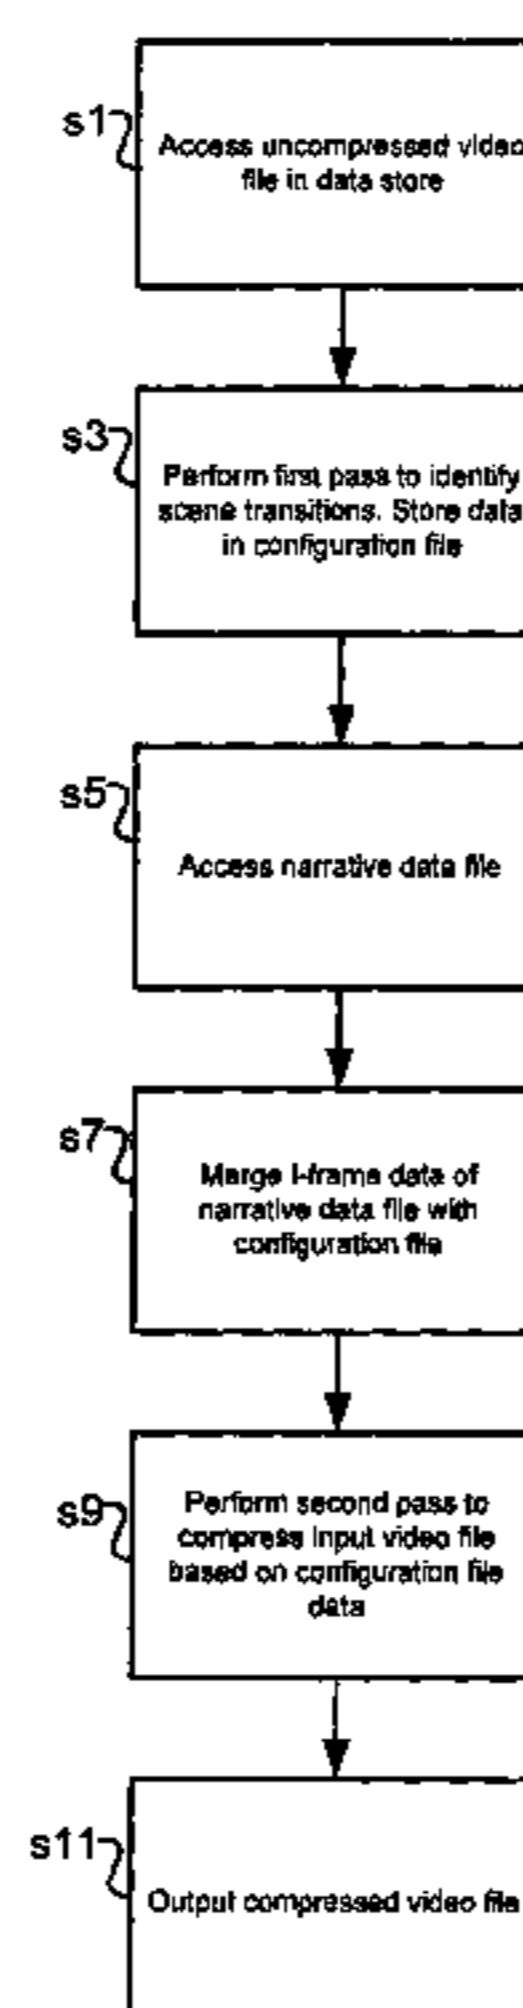 s1
Access uncompressed video
file in data store
s3
Perform first pass to identify
scene transitions. Store data
in configuration file
s5
Access narrative data file
s7
Merge I-frame data of
narrative data file with
configuration file
s9
Perform second pass to
compress input video file
based on configuration file
data
s11
Output compressed video file